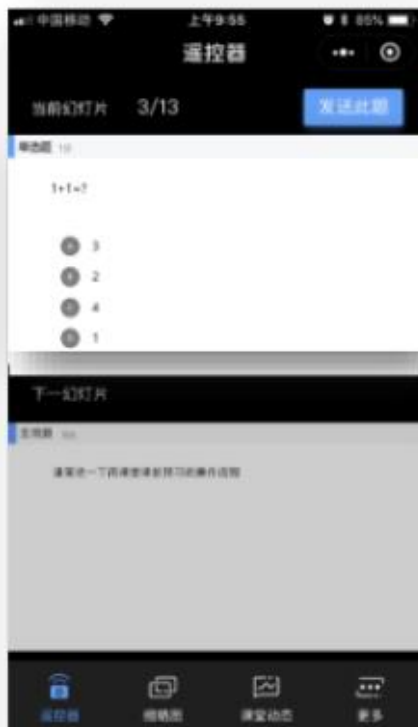 中国移动 上午9:55 85%
遥控器
当前幻灯片 3/13 发送此题
单选题
1+1=?
3
2
4
1
下一幻灯片
主观题
遥控器 缩略图 课堂动态 更多